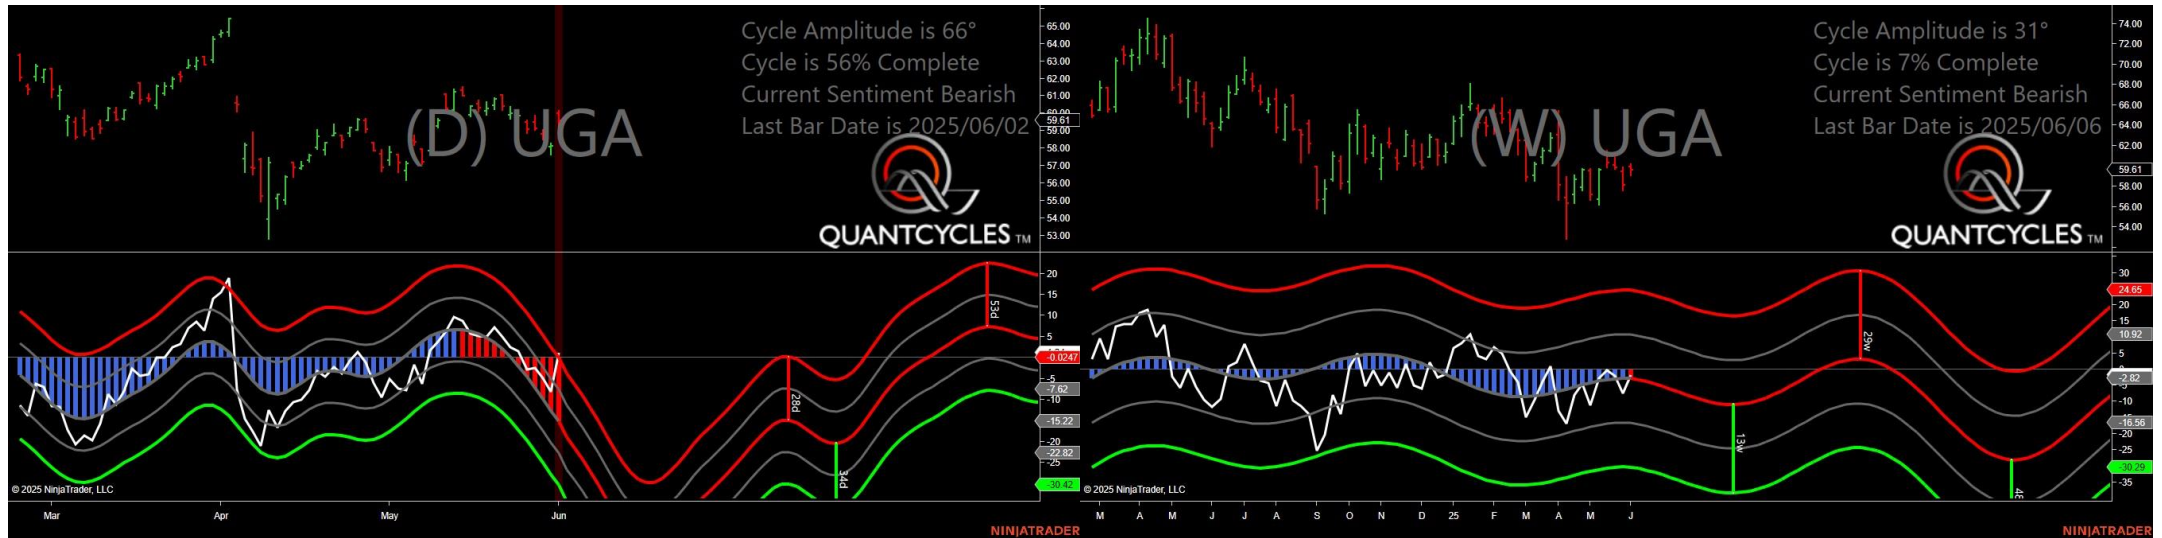 Cycle Amplitude is 66°
Cycle is 56% Complete
Current Sentiment Bearish
Last Bar Date is 2025/06/02
(D) UGA
QUANTCYCLES TM
65.00
64.00
63.00
62.00
61.00
59.61
59.00
58.00
57.00
56.00
55.00
54.00
53.00
20
15
10
5
-0.0247
-5
-7.62
-10
-15.22
-20
-22.82
-25
-30.42
28d
34d
53d
© 2025 NinjaTrader, LLC
Mar
Apr
May
Jun
NINJATRADER
Cycle Amplitude is 31°
Cycle is 7% Complete
Current Sentiment Bearish
Last Bar Date is 2025/06/06
(W) UGA
QUANTCYCLES TM
74.00
72.00
70.00
68.00
66.00
64.00
62.00
59.61
58.00
56.00
54.00
30
24.65
20
15
10.92
5
-2.82
-10
-16.56
-20
-25
-30.29
-35
13w
29w
© 2025 NinjaTrader, LLC
M A M J J A S O N D 25 F M A M J
NINJATRADER